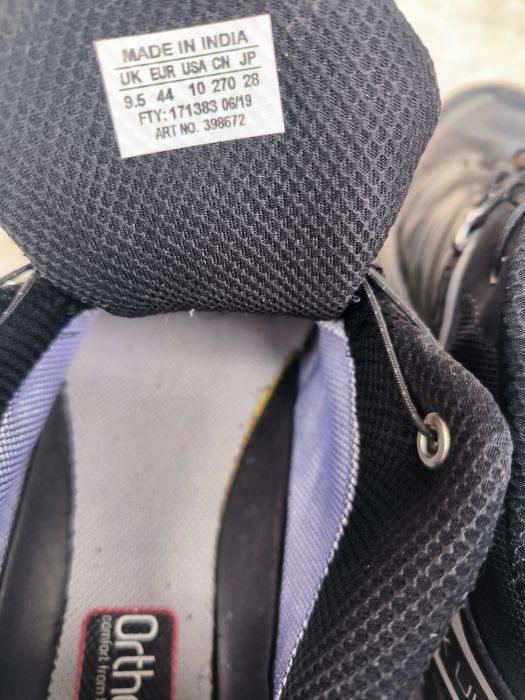 MADE IN INDIA
UK EUR USA CN JP
9.5 44 10 270 28
FTY: 171383 06/19
ART NO. 398672
Ortho
comfort from